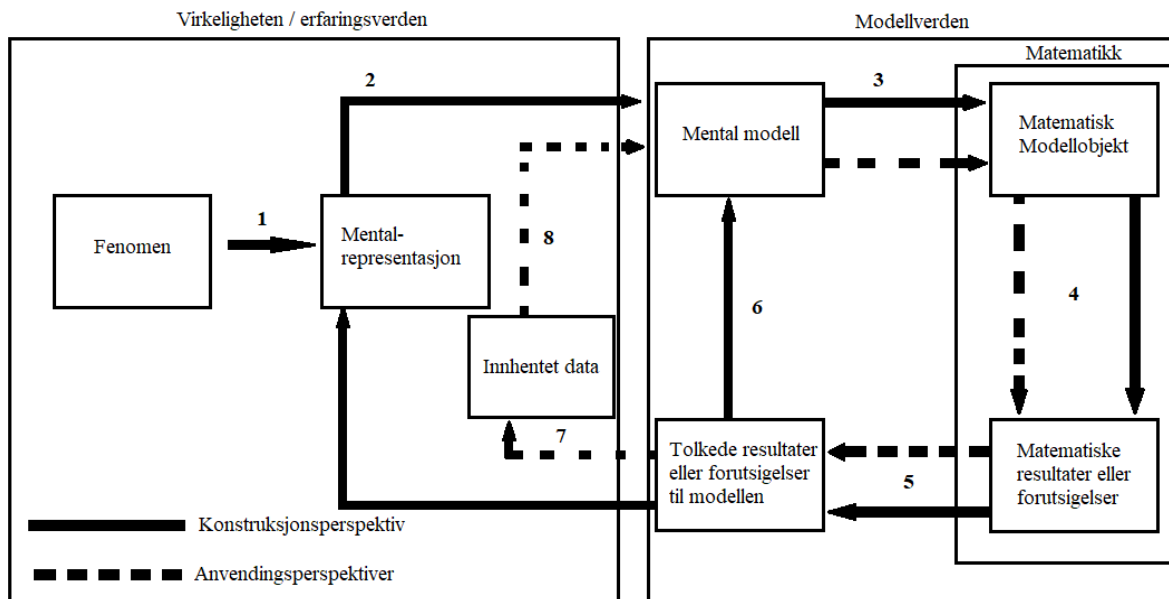 Virkeligheten / erfaringsverden
Modellverden
Matematikk
2
3
Mental modell
Matematisk
Modellobjekt
1
Fenomen
Mental-
representasjon
8
4
6
Innhentet data
7
Tolkede resultater
eller forutsigelser
til modellen
5
Matematiske
resultater eller
forutsigelser
Konstruksjonsperspektiv
Anvendingsperspektiver